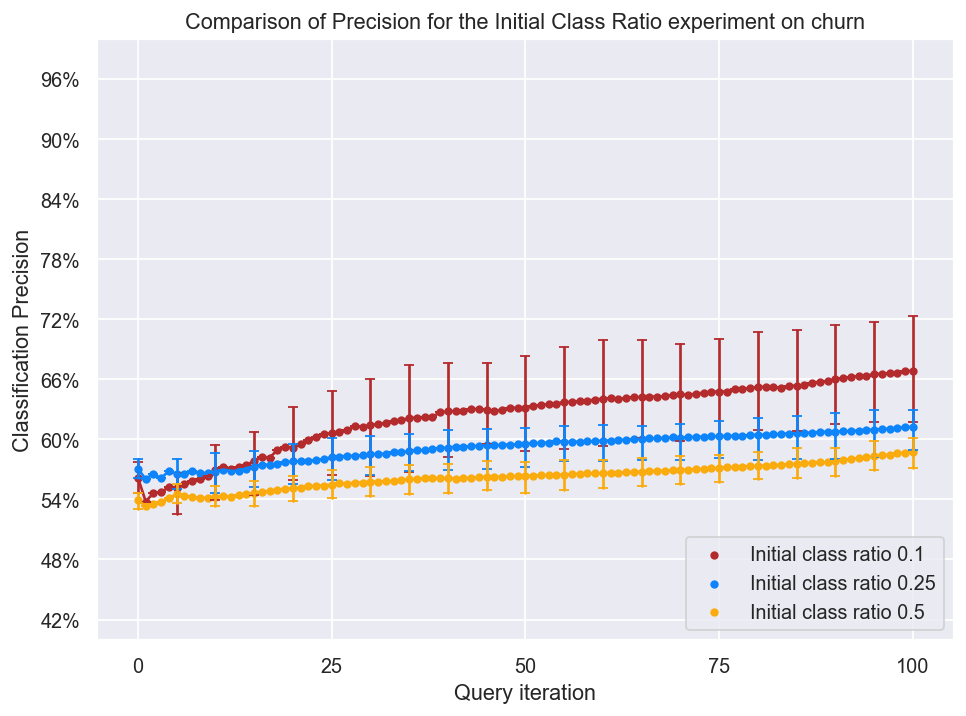 Comparison of Precision for the Initial Class Ratio experiment on churn
96%
90%
84%
78%
72%
66%
60%
54%
48%
42%
Classification Precision
Initial class ratio 0.1
Initial class ratio 0.25
Initial class ratio 0.5
0 25 50 75 100
Query iteration